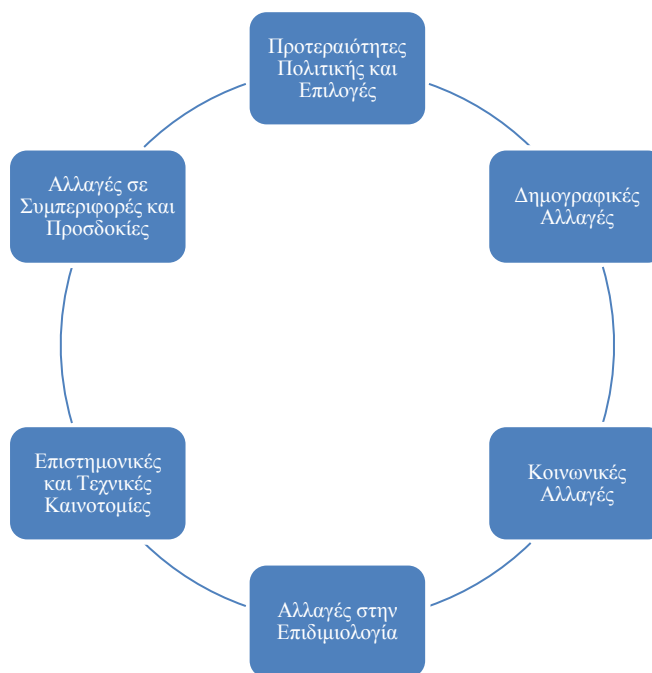 Προτεραιότητες
Πολιτικής και
Επιλογές
Δημογραφικές
Αλλαγές
Κοινωνικές
Αλλαγές
Αλλαγές στην
Επιδιμιολογία
Επιστημονικές
και Τεχνικές
Καινοτομίες
Αλλαγές σε
Συμπεριφορές και
Προσδοκίες